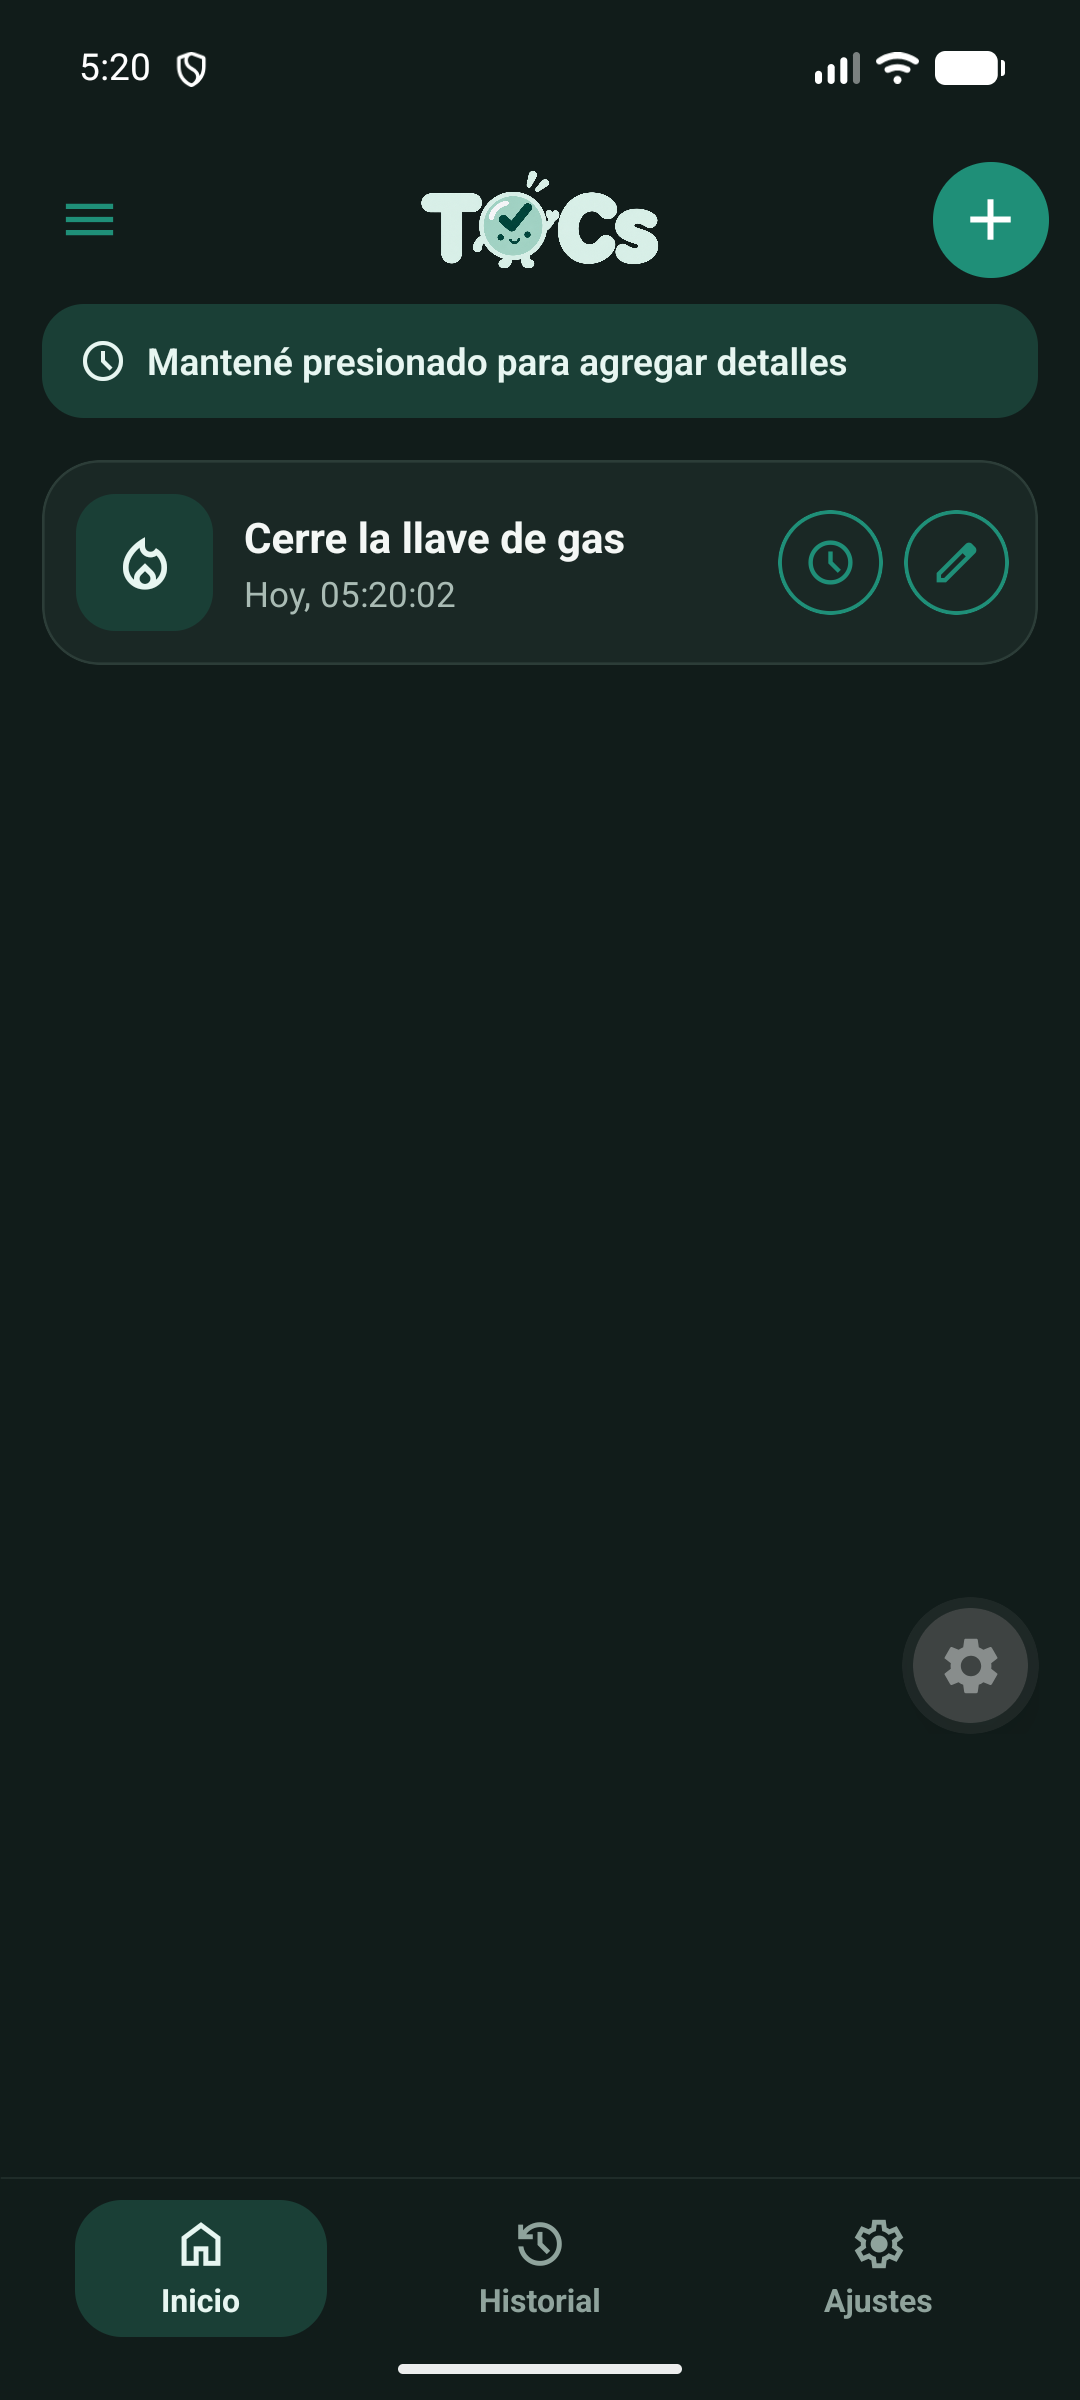 5:20
TOCs
Mantené presionado para agregar detalles
Cerre la llave de gas
Hoy, 05:20:02
Inicio
Historial
Ajustes